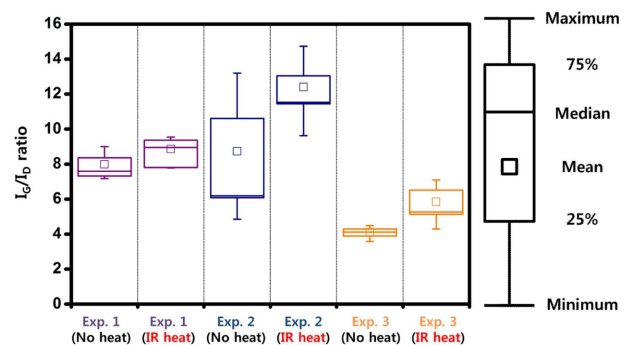 I_G/I_D ratio
16
14
12
10
8
6
4
2
0
Exp. 1
(No heat)
Exp. 1
(IR heat)
Exp. 2
(No heat)
Exp. 2
(IR heat)
Exp. 3
(No heat)
Exp. 3
(IR heat)
Maximum
75%
Median
Mean
25%
Minimum